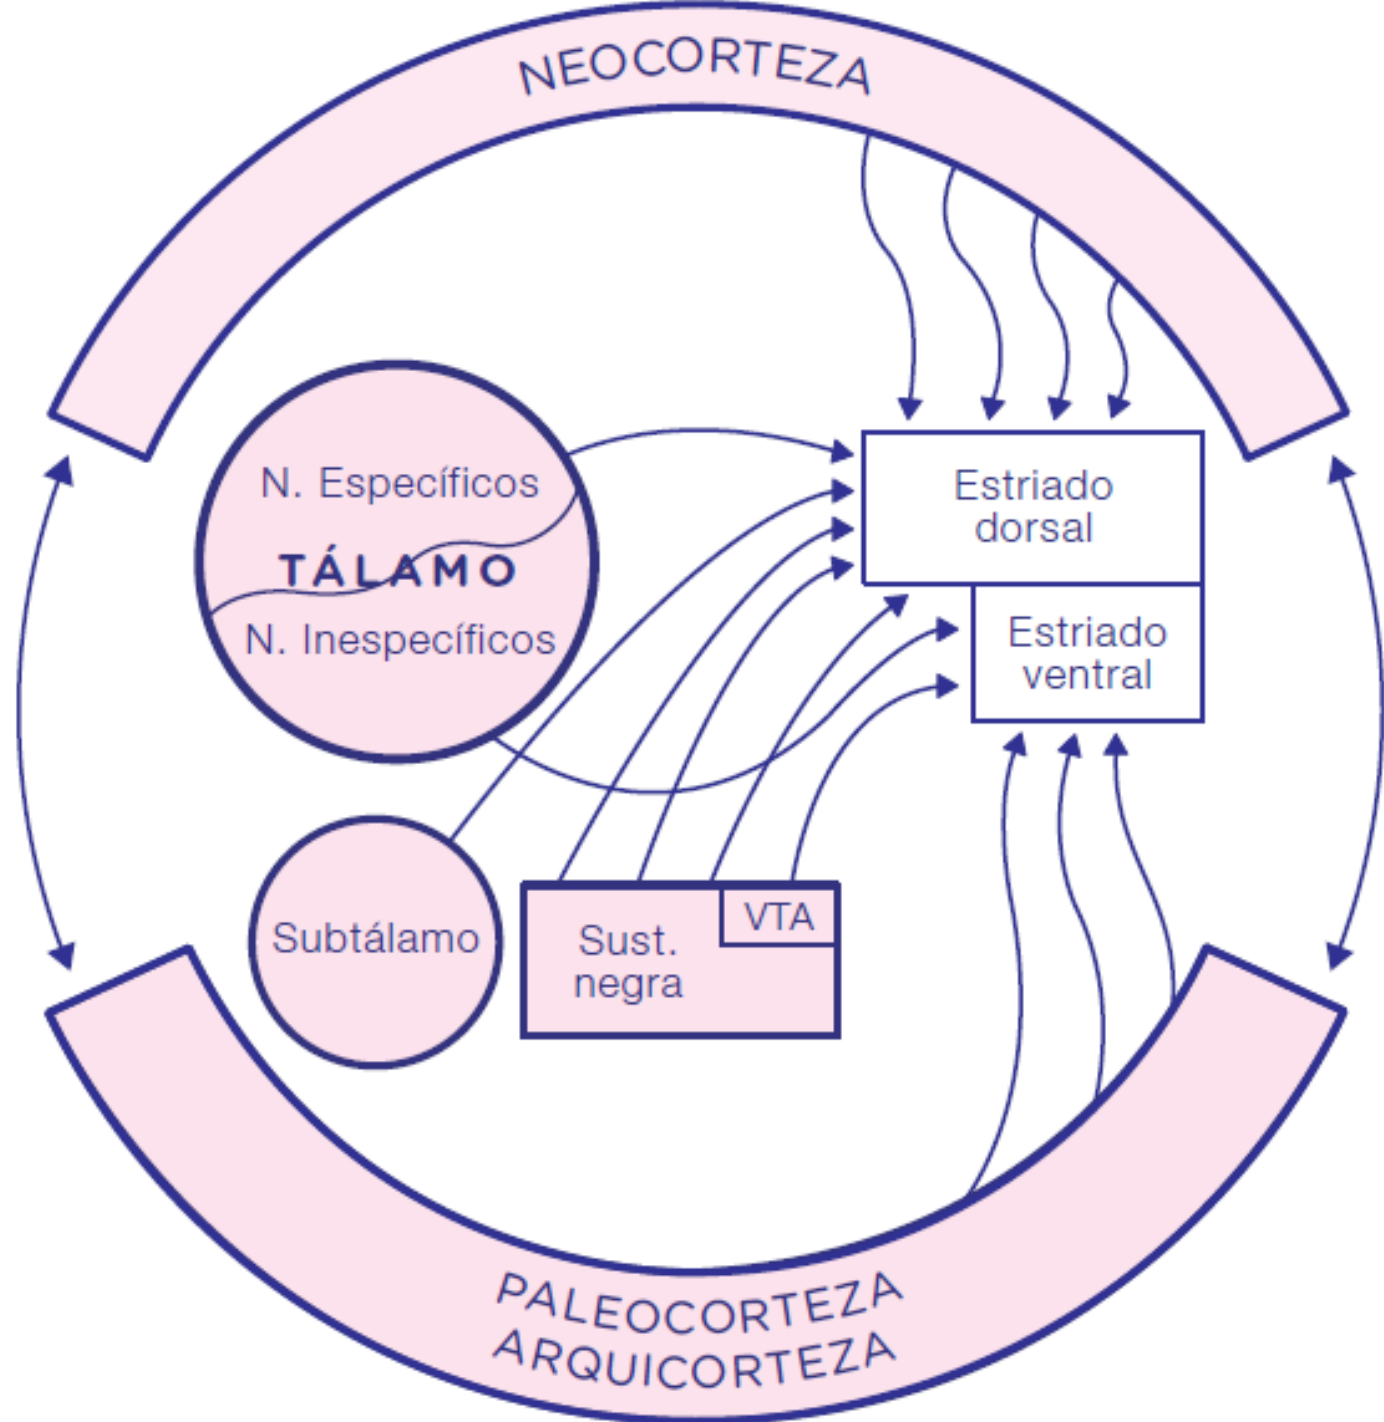 NEOCORTEZA
N. Específicos
TÁLAMO
N. Inespecíficos
Estriado
dorsal
Estriado
ventral
Subtálamo
Sust.
negra
VTA
PALEOCORTEZA
ARQUICORTEZA